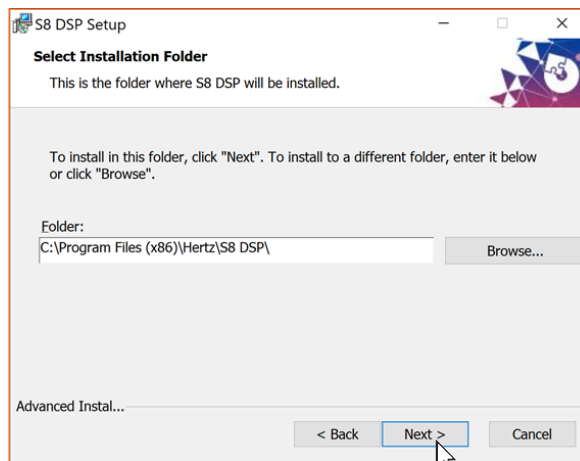 S8 DSP Setup
Select Installation Folder
This is the folder where S8 DSP will be installed.
To install in this folder, click "Next". To install to a different folder, enter it below
or click "Browse".
Folder:
C:\Program Files (x86)\Hertz\S8 DSP\
Browse...
Advanced Instal...
< Back
Next >
Cancel